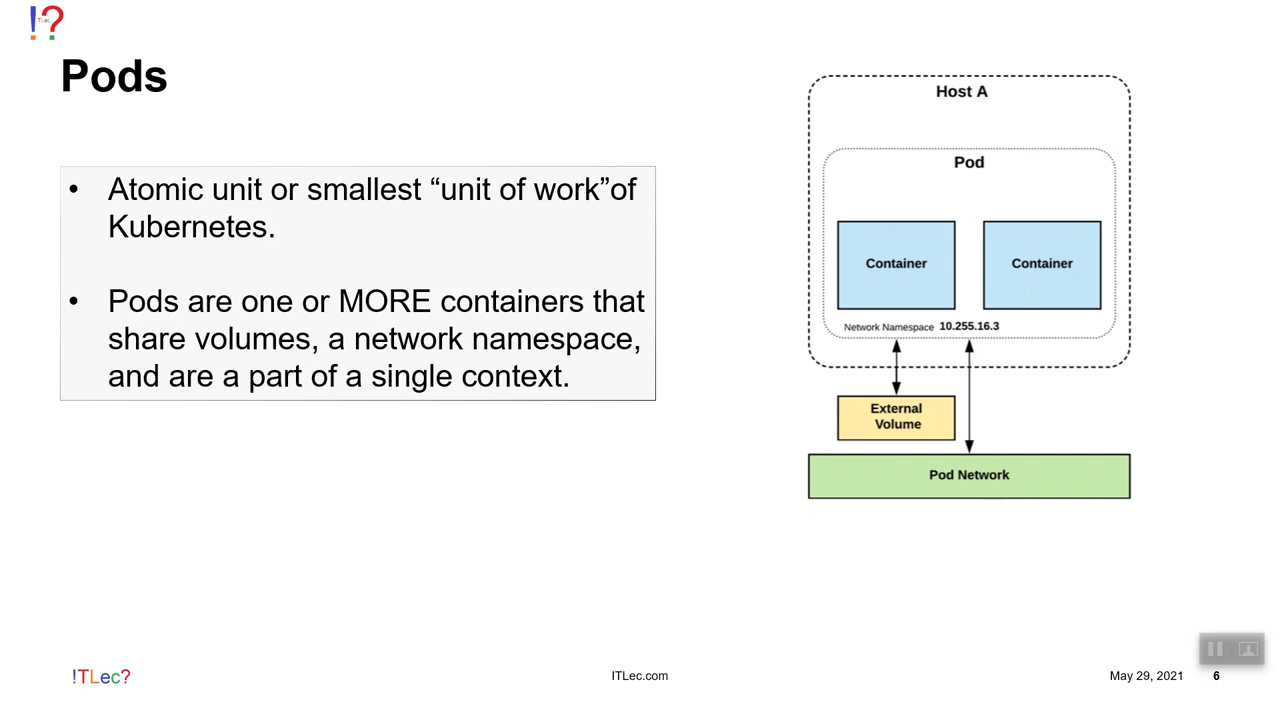 !?
ITLec
Pods
• Atomic unit or smallest “unit of work”of
Kubernetes.
• Pods are one or MORE containers that
share volumes, a network namespace,
and are a part of a single context.
Host A
Pod
Container
Container
Network Namespace 10.255.16.3
External
Volume
Pod Network
!TLec?
ITLec.com
May 29, 2021
6